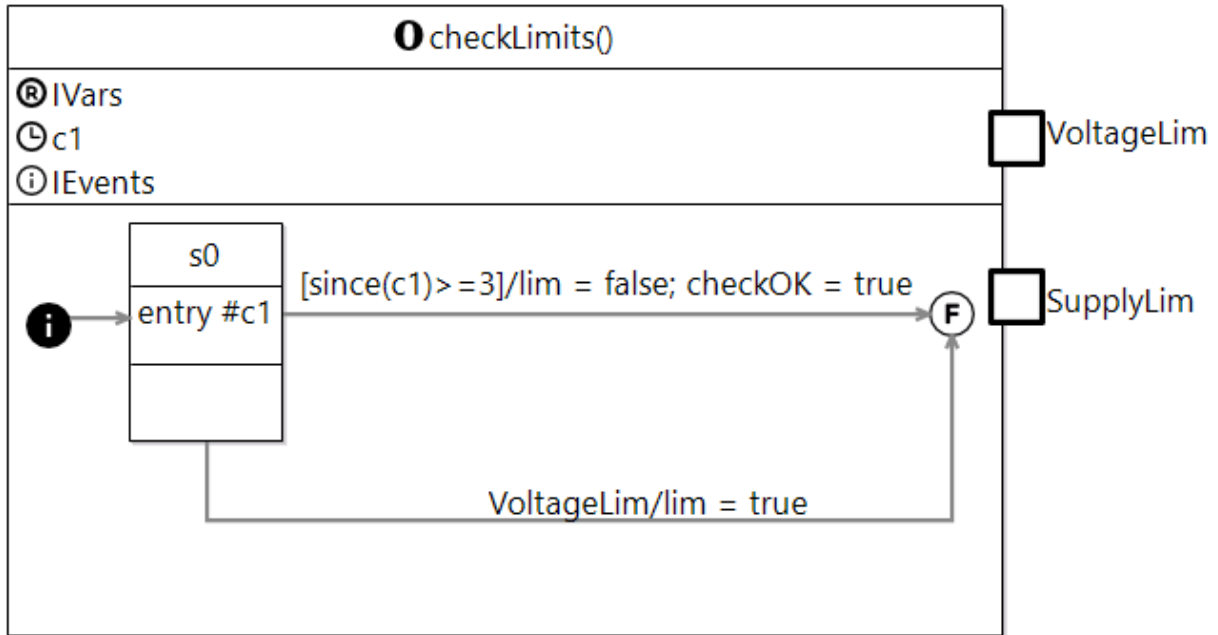 O checkLimits()
R IVars
c1
i IEvents
VoltageLim
s0
entry #c1
[since(c1)>=3]/lim = false; checkOK = true
i
F
SupplyLim
VoltageLim/lim = true